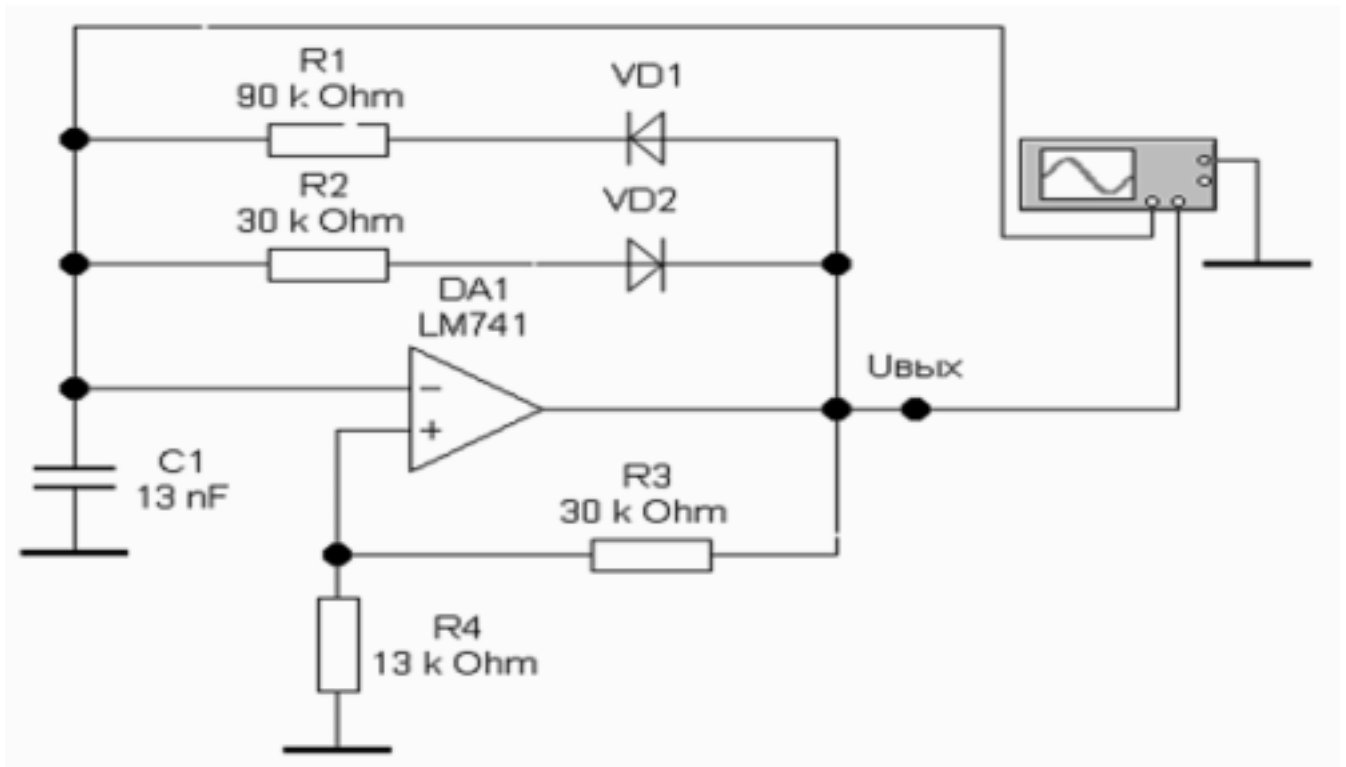 R1
90 k Ohm
VD1
R2
30 k Ohm
VD2
DA1
LM741
−
+
Uвых
C1
13 nF
R3
30 k Ohm
R4
13 k Ohm